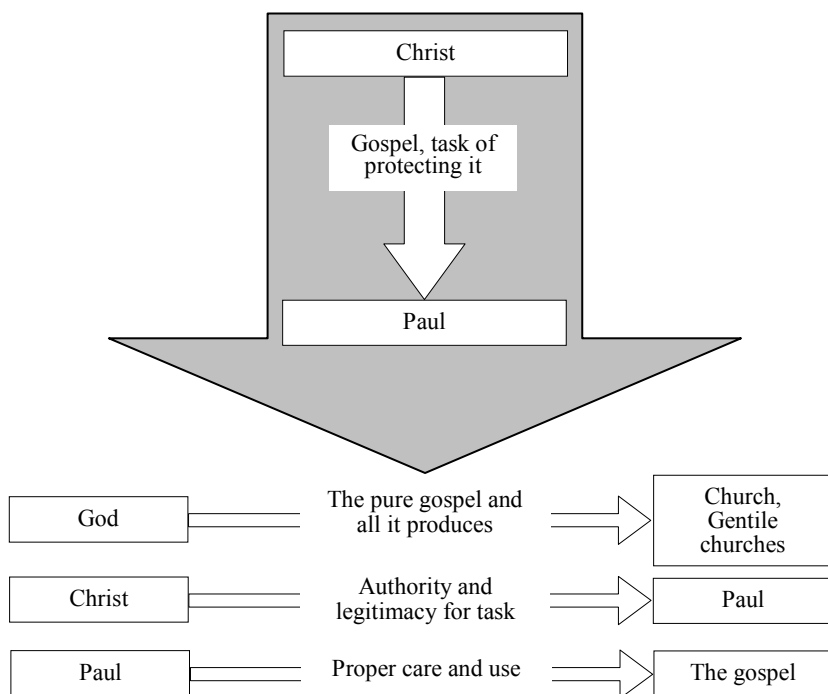 Christ
Gospel, task of
protecting it
Paul
God
The pure gospel and
all it produces
Church,
Gentile
churches
Christ
Authority and
legitimacy for task
Paul
Paul
Proper care and use
The gospel